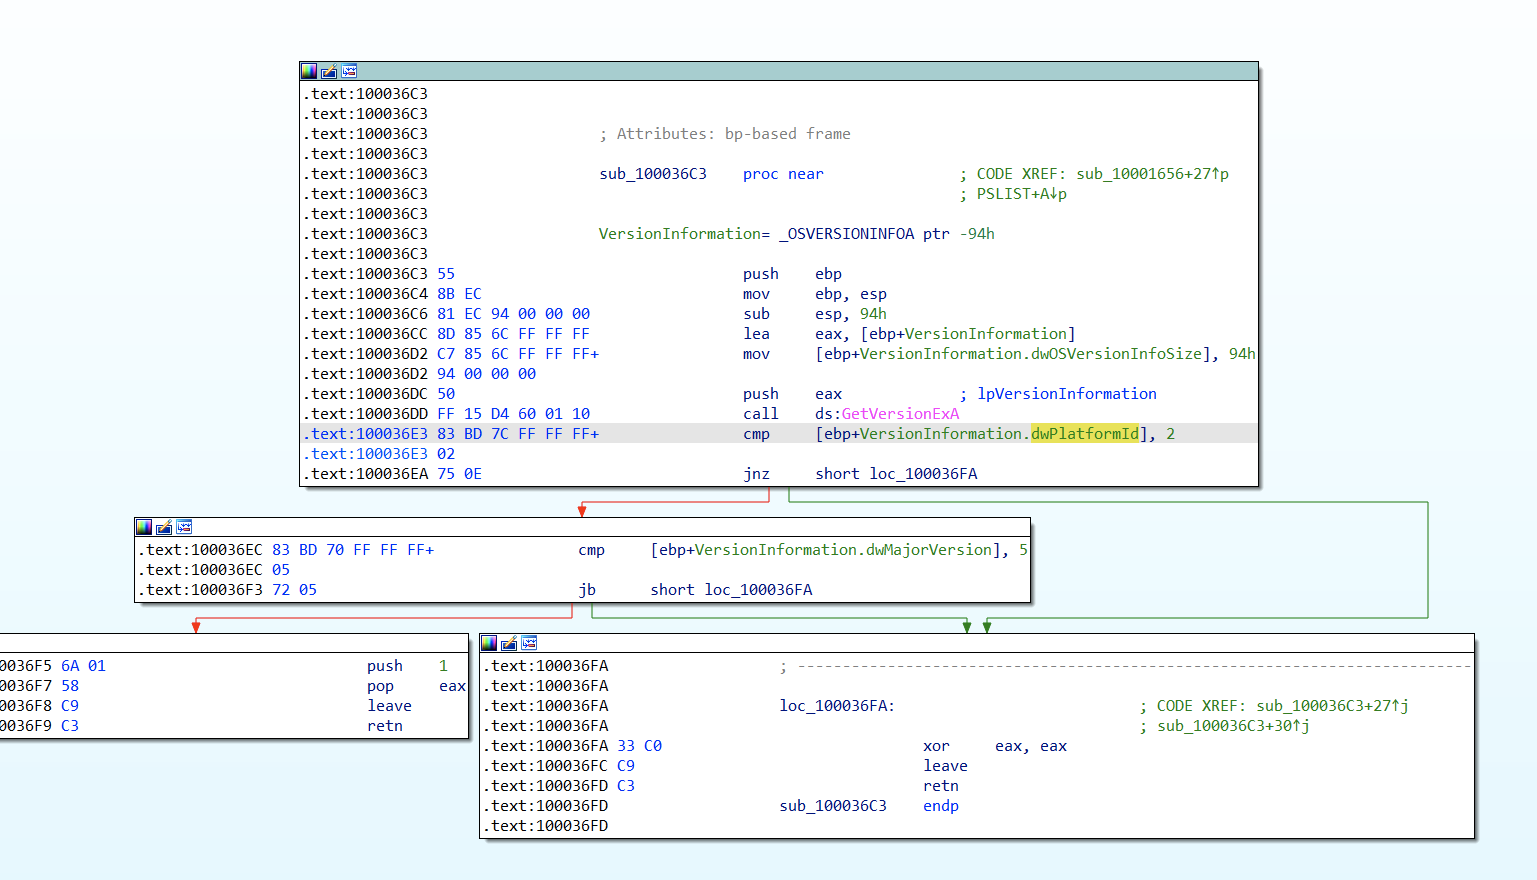 .text:100036C3
.text:100036C3
.text:100036C3 ; Attributes: bp-based frame
.text:100036C3
.text:100036C3 sub_100036C3 proc near ; CODE XREF: sub_10001656+27↑p
.text:100036C3 ; PSLIST+A↓p
.text:100036C3
.text:100036C3 VersionInformation= _OSVERSIONINFOA ptr -94h
.text:100036C3
.text:100036C3 55 push ebp
.text:100036C4 8B EC mov ebp, esp
.text:100036C6 81 EC 94 00 00 00 sub esp, 94h
.text:100036CC 8D 85 6C FF FF FF lea eax, [ebp+VersionInformation]
.text:100036D2 C7 85 6C FF FF FF+ mov [ebp+VersionInformation.dwOSVersionInfoSize], 94h
.text:100036D2 94 00 00 00
.text:100036DC 50 push eax ; lpVersionInformation
.text:100036DD FF 15 D4 60 01 10 call ds:GetVersionExA
.text:100036E3 83 BD 7C FF FF FF+ cmp [ebp+VersionInformation.dwPlatformId], 2
.text:100036E3 02
.text:100036EA 75 0E jnz short loc_100036FA
.text:100036EC 83 BD 70 FF FF FF+ cmp [ebp+VersionInformation.dwMajorVersion], 5
.text:100036EC 05
.text:100036F3 72 05 jb short loc_100036FA
0036F5 6A 01 push 1
0036F7 58 pop eax
0036F8 C9 leave
0036F9 C3 retn
.text:100036FA ; ---------------------------------------------------------------------------
.text:100036FA
.text:100036FA loc_100036FA: ; CODE XREF: sub_100036C3+27↑j
.text:100036FA ; sub_100036C3+30↑j
.text:100036FA 33 C0 xor eax, eax
.text:100036FC C9 leave
.text:100036FD C3 retn
.text:100036FD sub_100036C3 endp
.text:100036FD